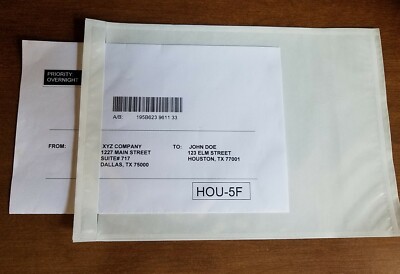 PRIORITY
OVERNIGHT
A/B: 195B623 9611 33
FROM: XYZ COMPANY
1227 MAIN STREET
SUITE# 717
DALLAS, TX 75000
TO: JOHN DOE
123 ELM STREET
HOUSTON, TX 77001
HOU-5F